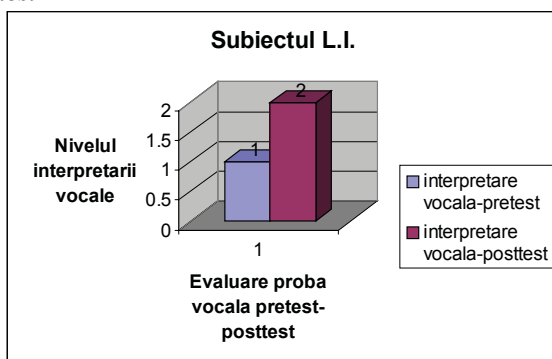 Subiectul L.I.
Nivelul
interpretarii
vocale
2
1.5
1
0.5
0
1
2
1
Evaluare proba
vocala pretest-
posttest
interpretare
vocala-pretest
interpretare
vocala-posttest